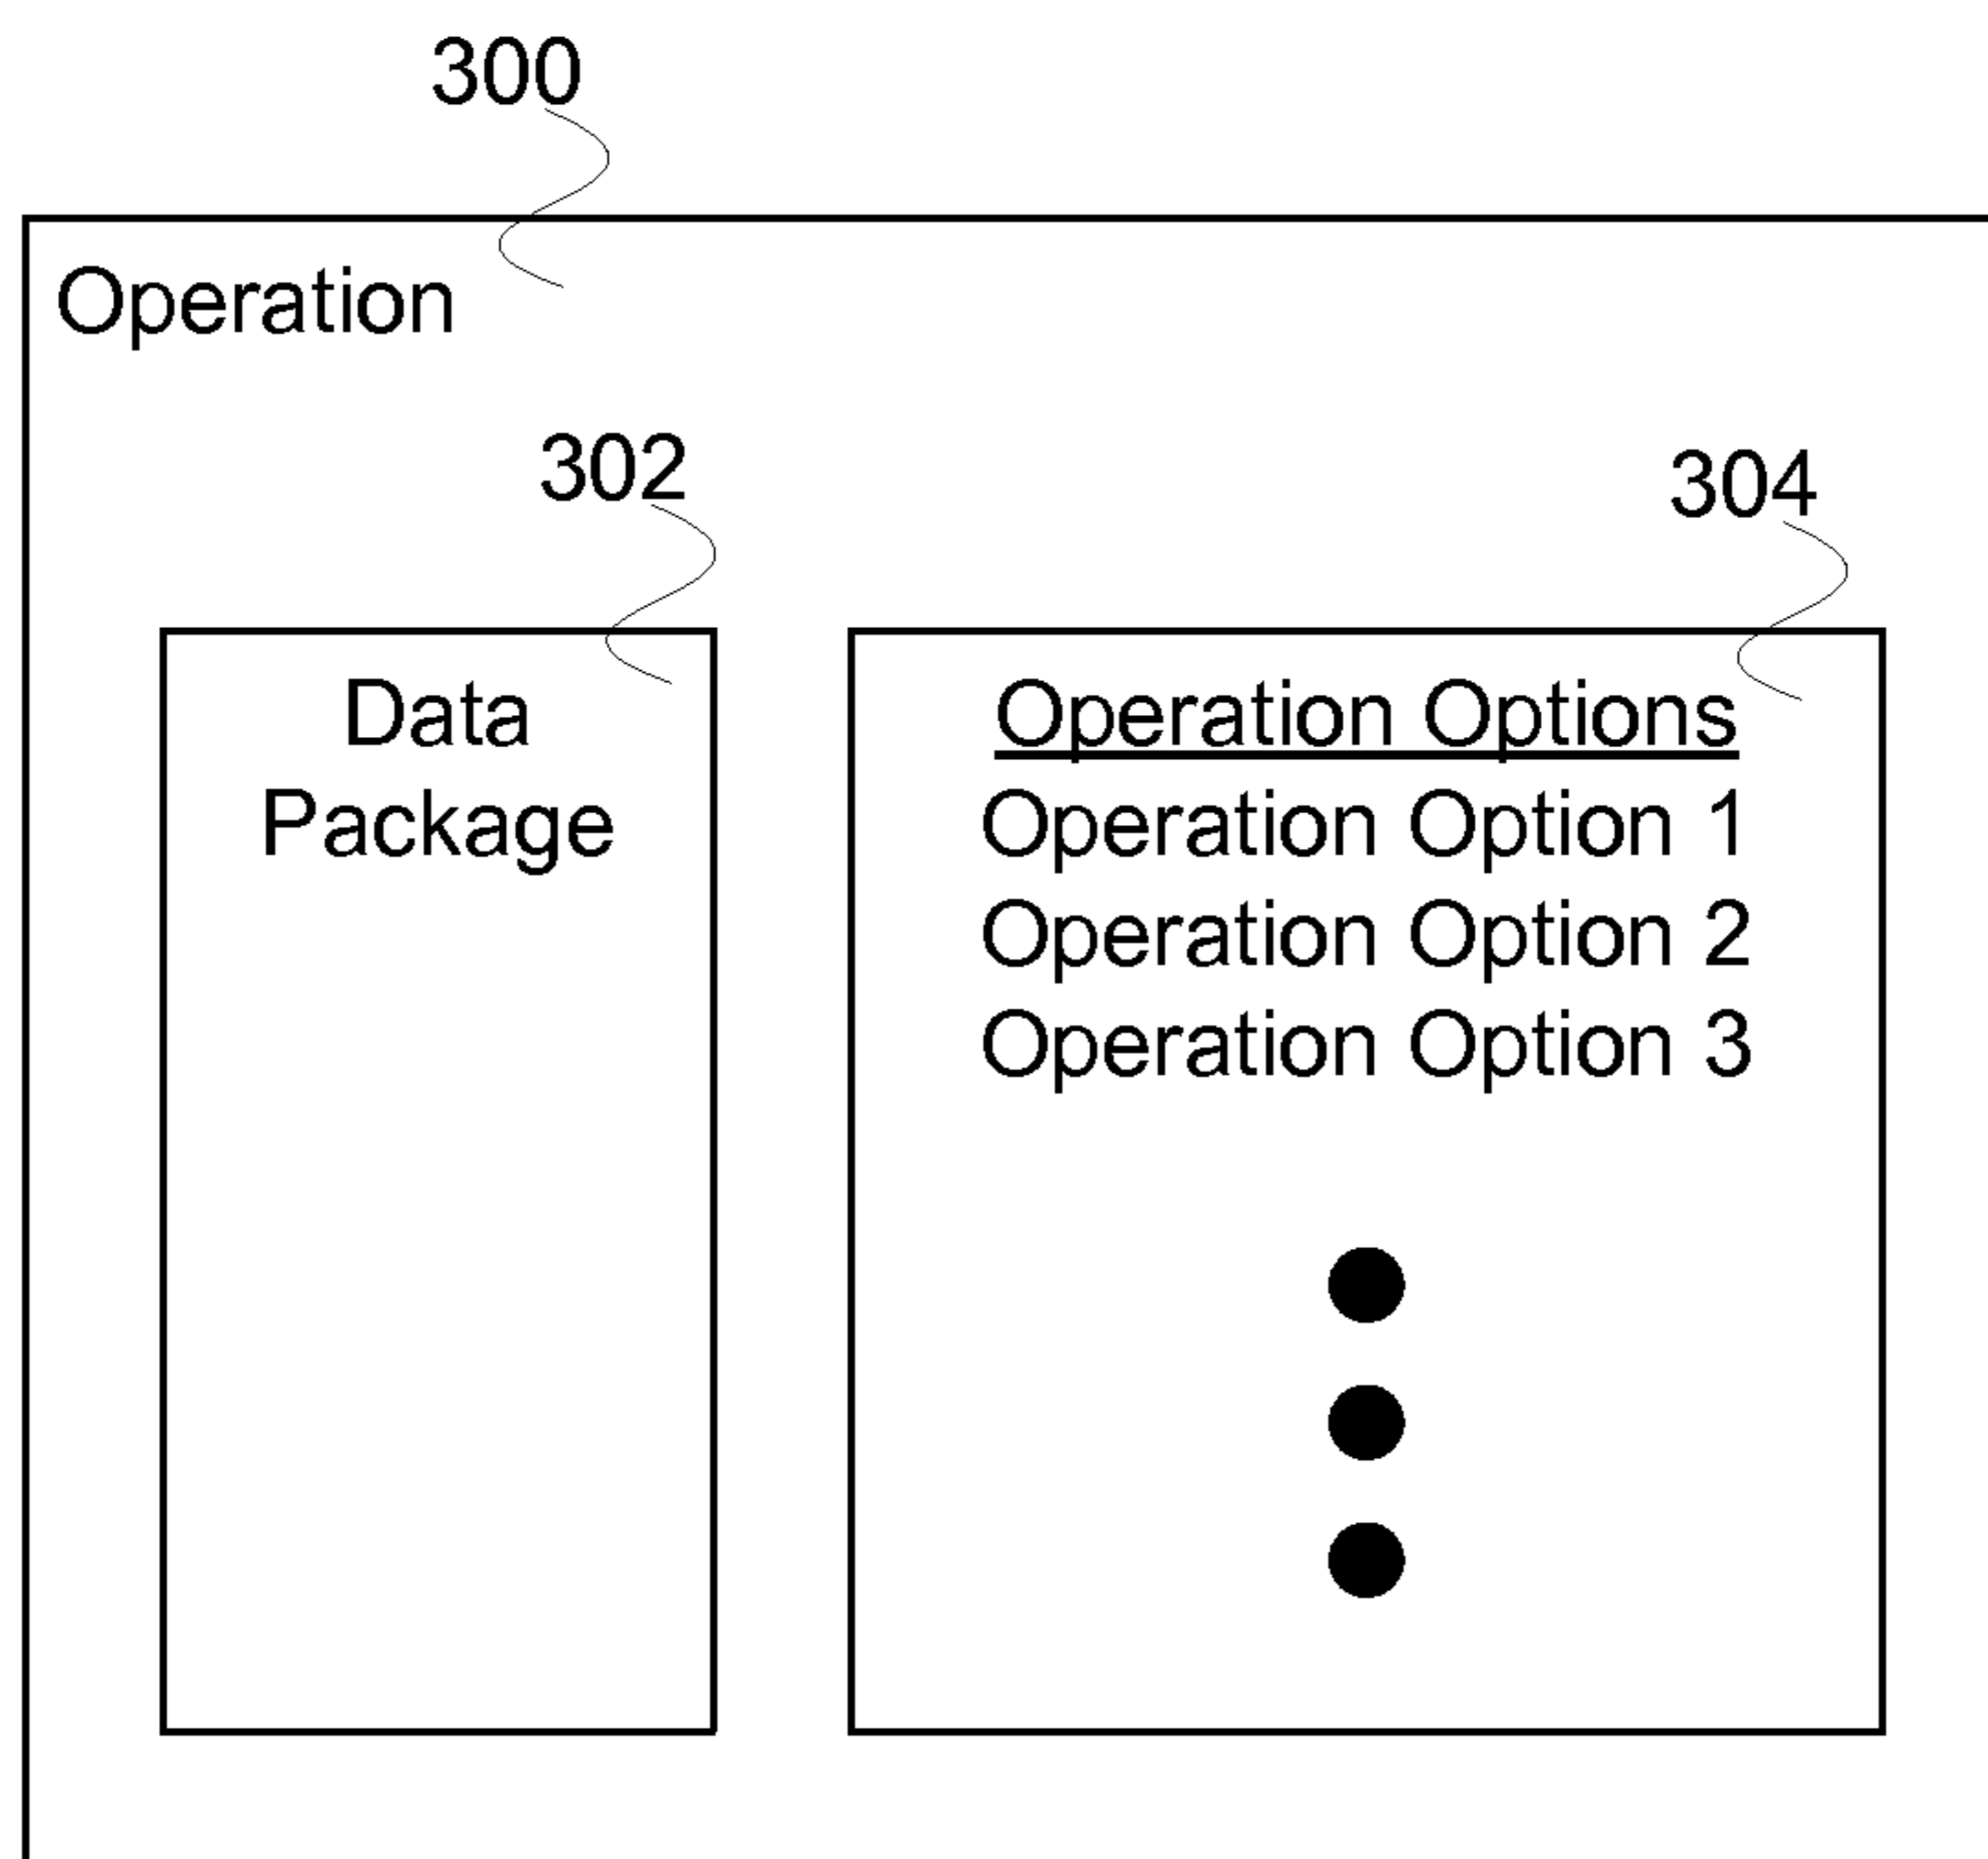 300
Operation
302
304
Data
Package
Operation Options
Operation Option 1
Operation Option 2
Operation Option 3